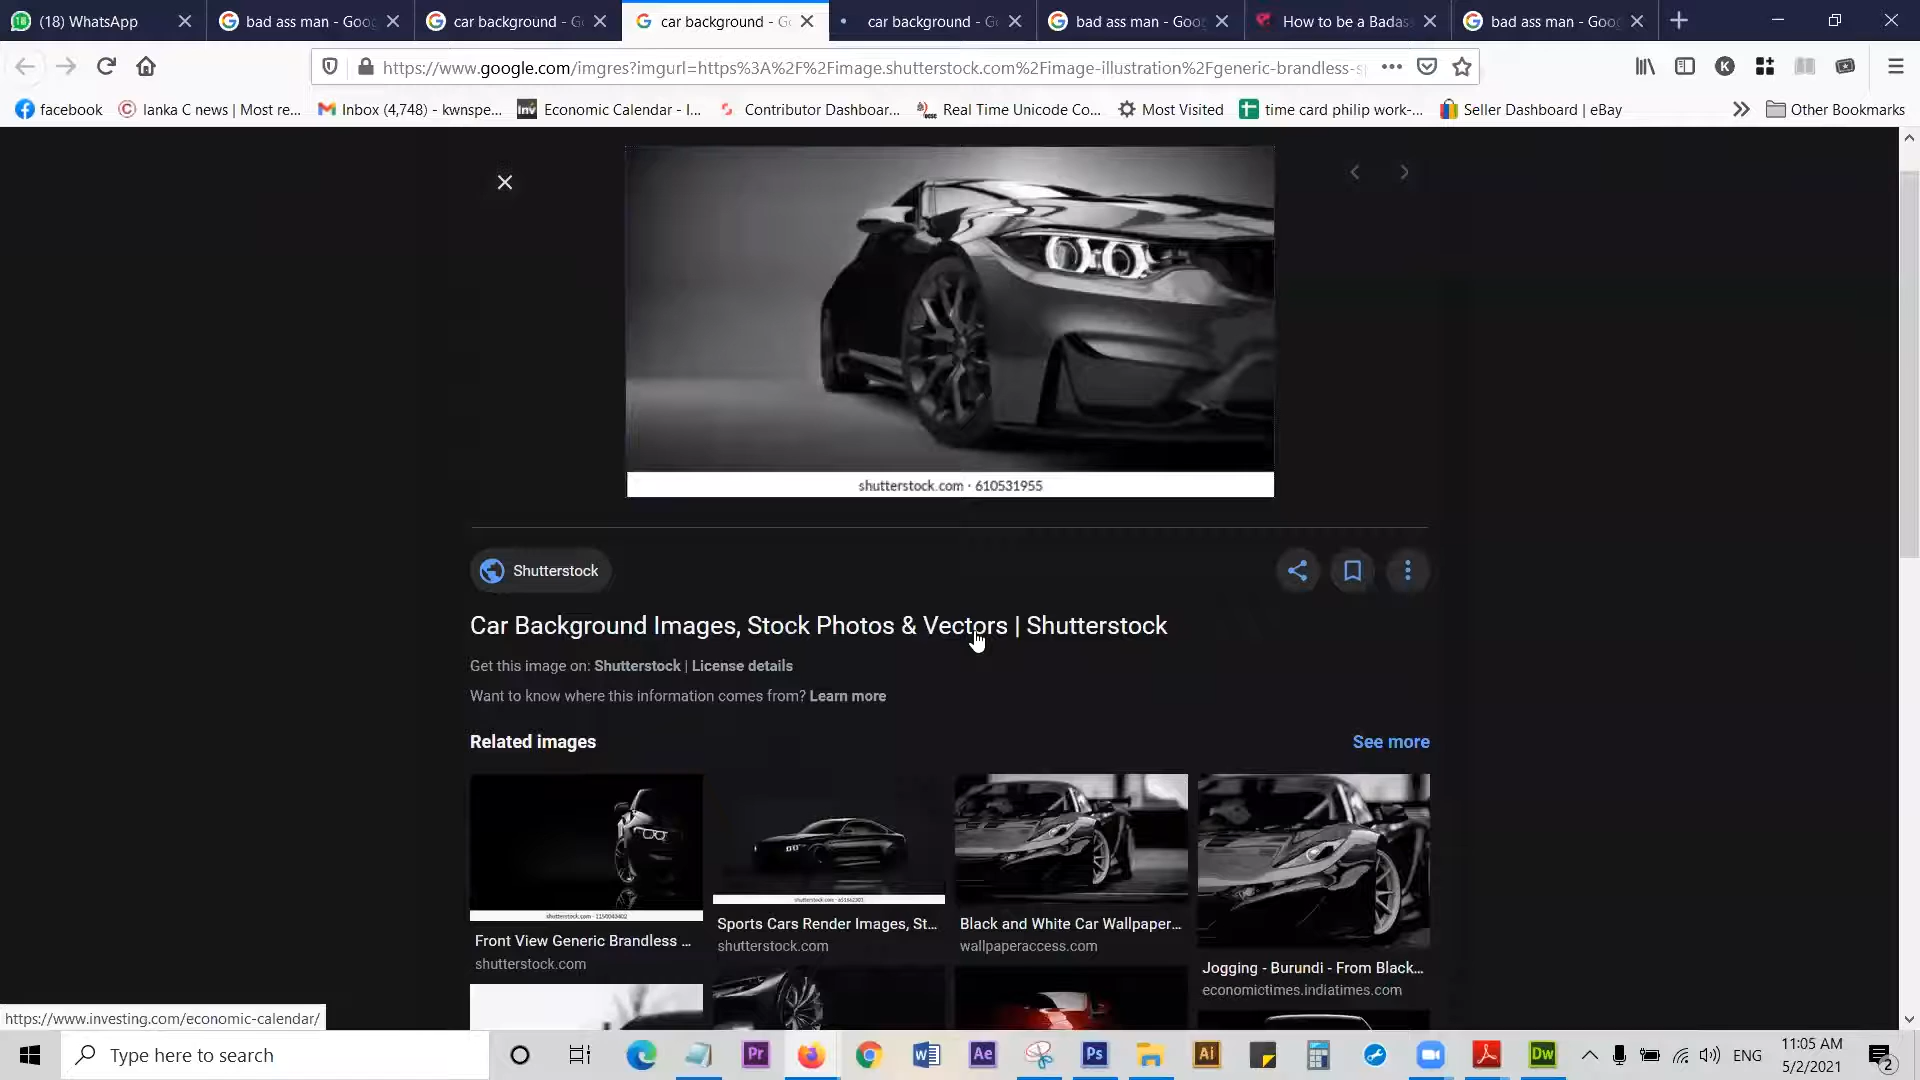 (18) WhatsApp
bad ass man - Goo
car background - G
car background - G
car background - G
bad ass man - Goo
How to be a Badas
bad ass man - Goo
https://www.google.com/imgres?imgurl=https%3A%2F%2Fimage.shutterstock.com%2Fimage-illustration%2Fgeneric-brandless-s
facebook
lanka C news | Most re...
Inbox (4,748) - kwnspe...
Economic Calendar - I...
Contributor Dashboar...
Real Time Unicode Co...
Most Visited
time card philip work-...
Seller Dashboard | eBay
Other Bookmarks
shutterstock.com · 610531955
Shutterstock
Car Background Images, Stock Photos & Vectors | Shutterstock
Get this image on: Shutterstock | License details
Want to know where this information comes from? Learn more
Related images
See more
Front View Generic Brandless ...
shutterstock.com
Sports Cars Render Images, St...
shutterstock.com
Black and White Car Wallpaper...
wallpaperaccess.com
Jogging - Burundi - From Black...
economictimes.indiatimes.com
https://www.investing.com/economic-calendar/
Type here to search
Pr
Ae
Ps
Ai
Dw
ENG
11:05 AM
5/2/2021
2